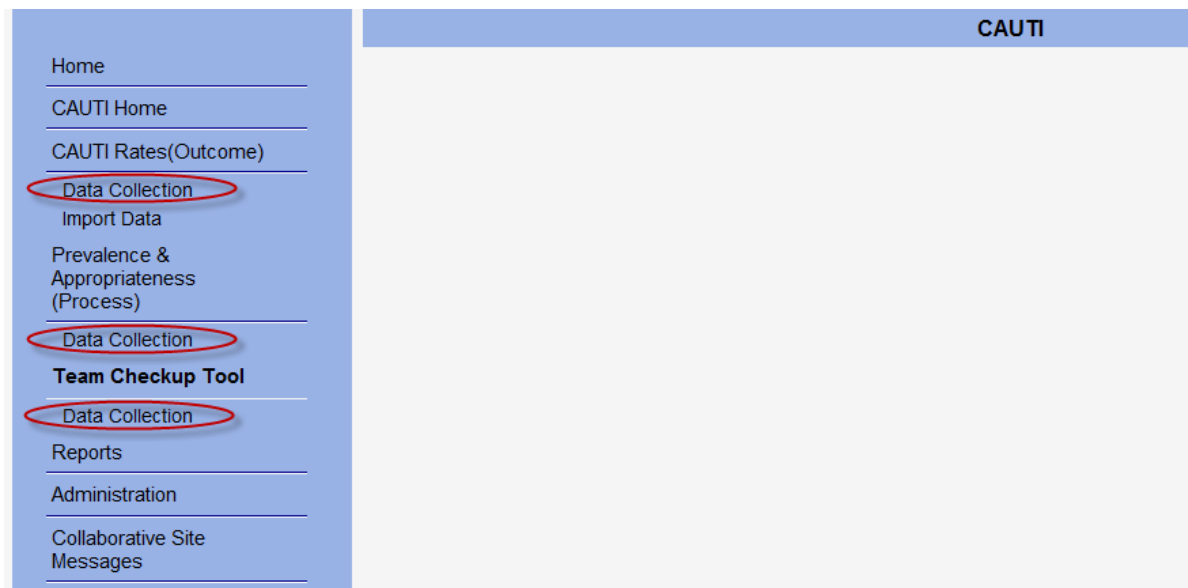 CAUTI
Home
CAUTI Home
CAUTI Rates(Outcome)
Data Collection
Import Data
Prevalence &
Appropriateness
(Process)
Data Collection
Team Checkup Tool
Data Collection
Reports
Administration
Collaborative Site
Messages